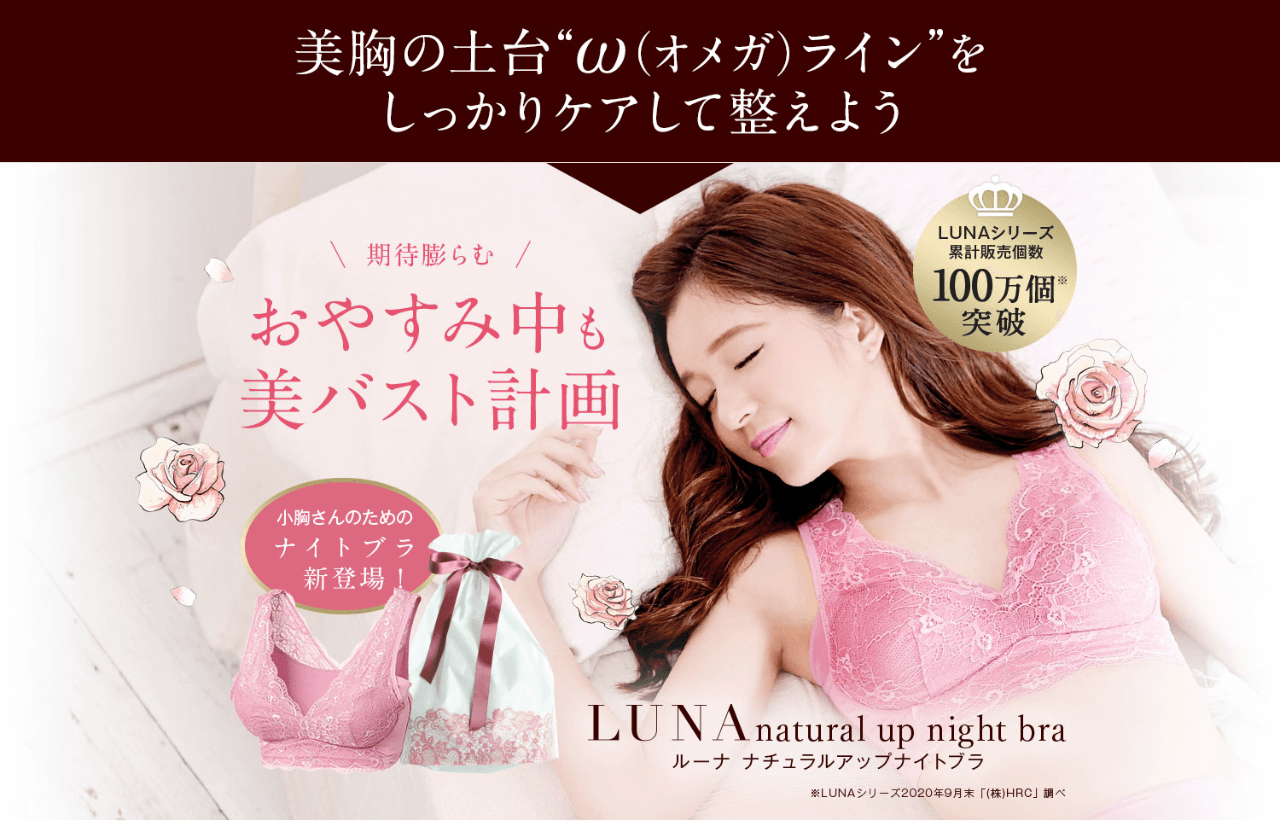 美胸の土台“ω（オメガ）ライン”を
しっかりケアして整えよう
期待膨らむ
おやすみ中も
美バスト計画
LUNAシリーズ
累計販売個数
100万個※
突破
小胸さんのための
ナイトブラ
新登場！
LUNA natural up night bra
ルーナ ナチュラルアップナイトブラ
※LUNAシリーズ2020年9月末「(株)HRC」調べ